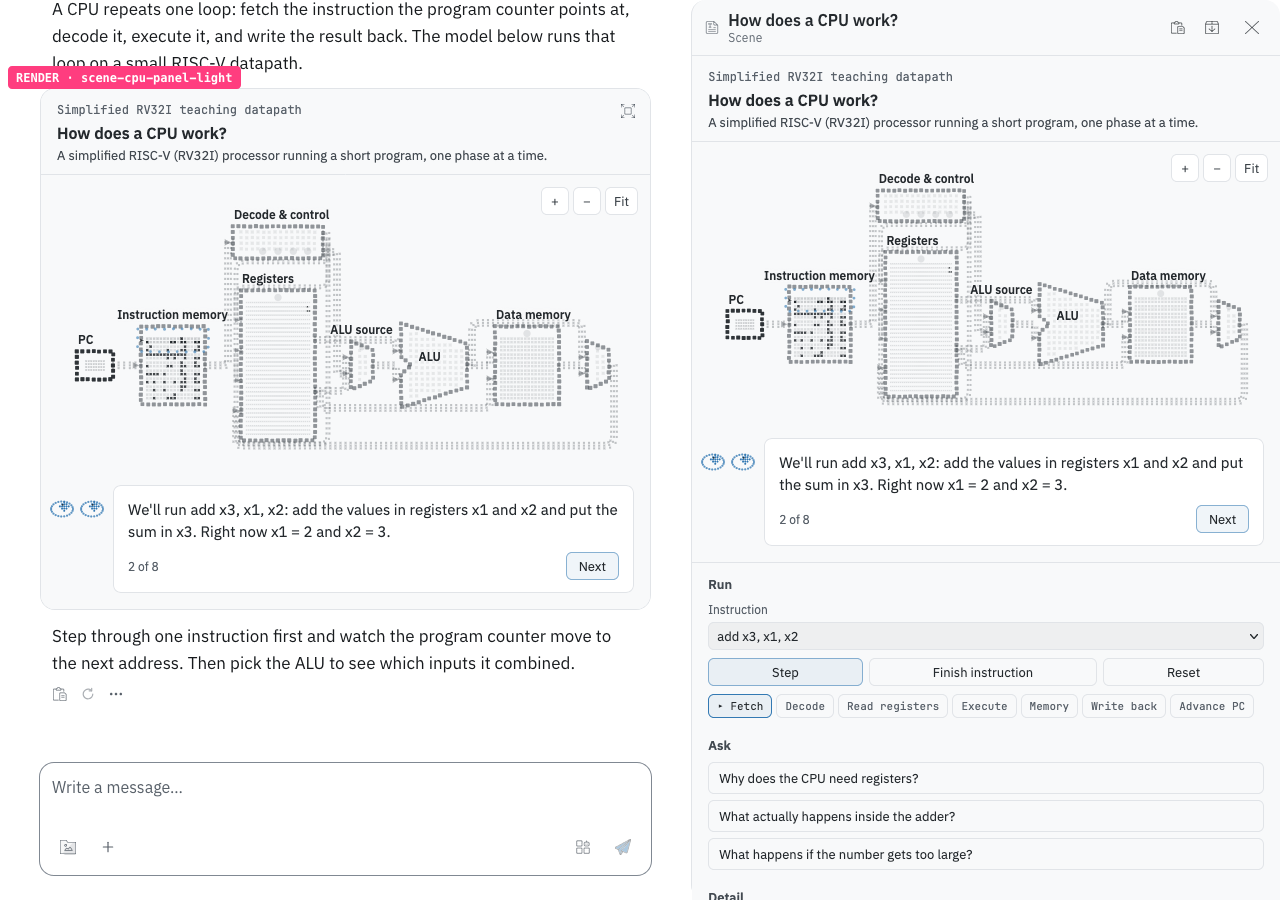 A CPU repeats one loop: fetch the instruction the program counter points at,
decode it, execute it, and write the result back. The model below runs that
loop on a small RISC-V datapath.
RENDER · scene-cpu-panel-light
Simplified RV32I teaching datapath
How does a CPU work?
A simplified RISC-V (RV32I) processor running a short program, one phase at a time.
+
−
Fit
Decode & control
Registers
Instruction memory
PC
ALU source
ALU
Data memory
We'll run add x3, x1, x2: add the values in registers x1 and x2 and put the
sum in x3. Right now x1 = 2 and x2 = 3.
2 of 8
Next
Step through one instruction first and watch the program counter move to
the next address. Then pick the ALU to see which inputs it combined.
Write a message...
How does a CPU work?
Scene
Simplified RV32I teaching datapath
How does a CPU work?
A simplified RISC-V (RV32I) processor running a short program, one phase at a time.
+
−
Fit
Decode & control
Registers
Instruction memory
PC
ALU source
ALU
Data memory
We'll run add x3, x1, x2: add the values in registers x1 and x2 and put
the sum in x3. Right now x1 = 2 and x2 = 3.
2 of 8
Next
Run
Instruction
add x3, x1, x2
Step
Finish instruction
Reset
Fetch
Decode
Read registers
Execute
Memory
Write back
Advance PC
Ask
Why does the CPU need registers?
What actually happens inside the adder?
What happens if the number gets too large?
Detail